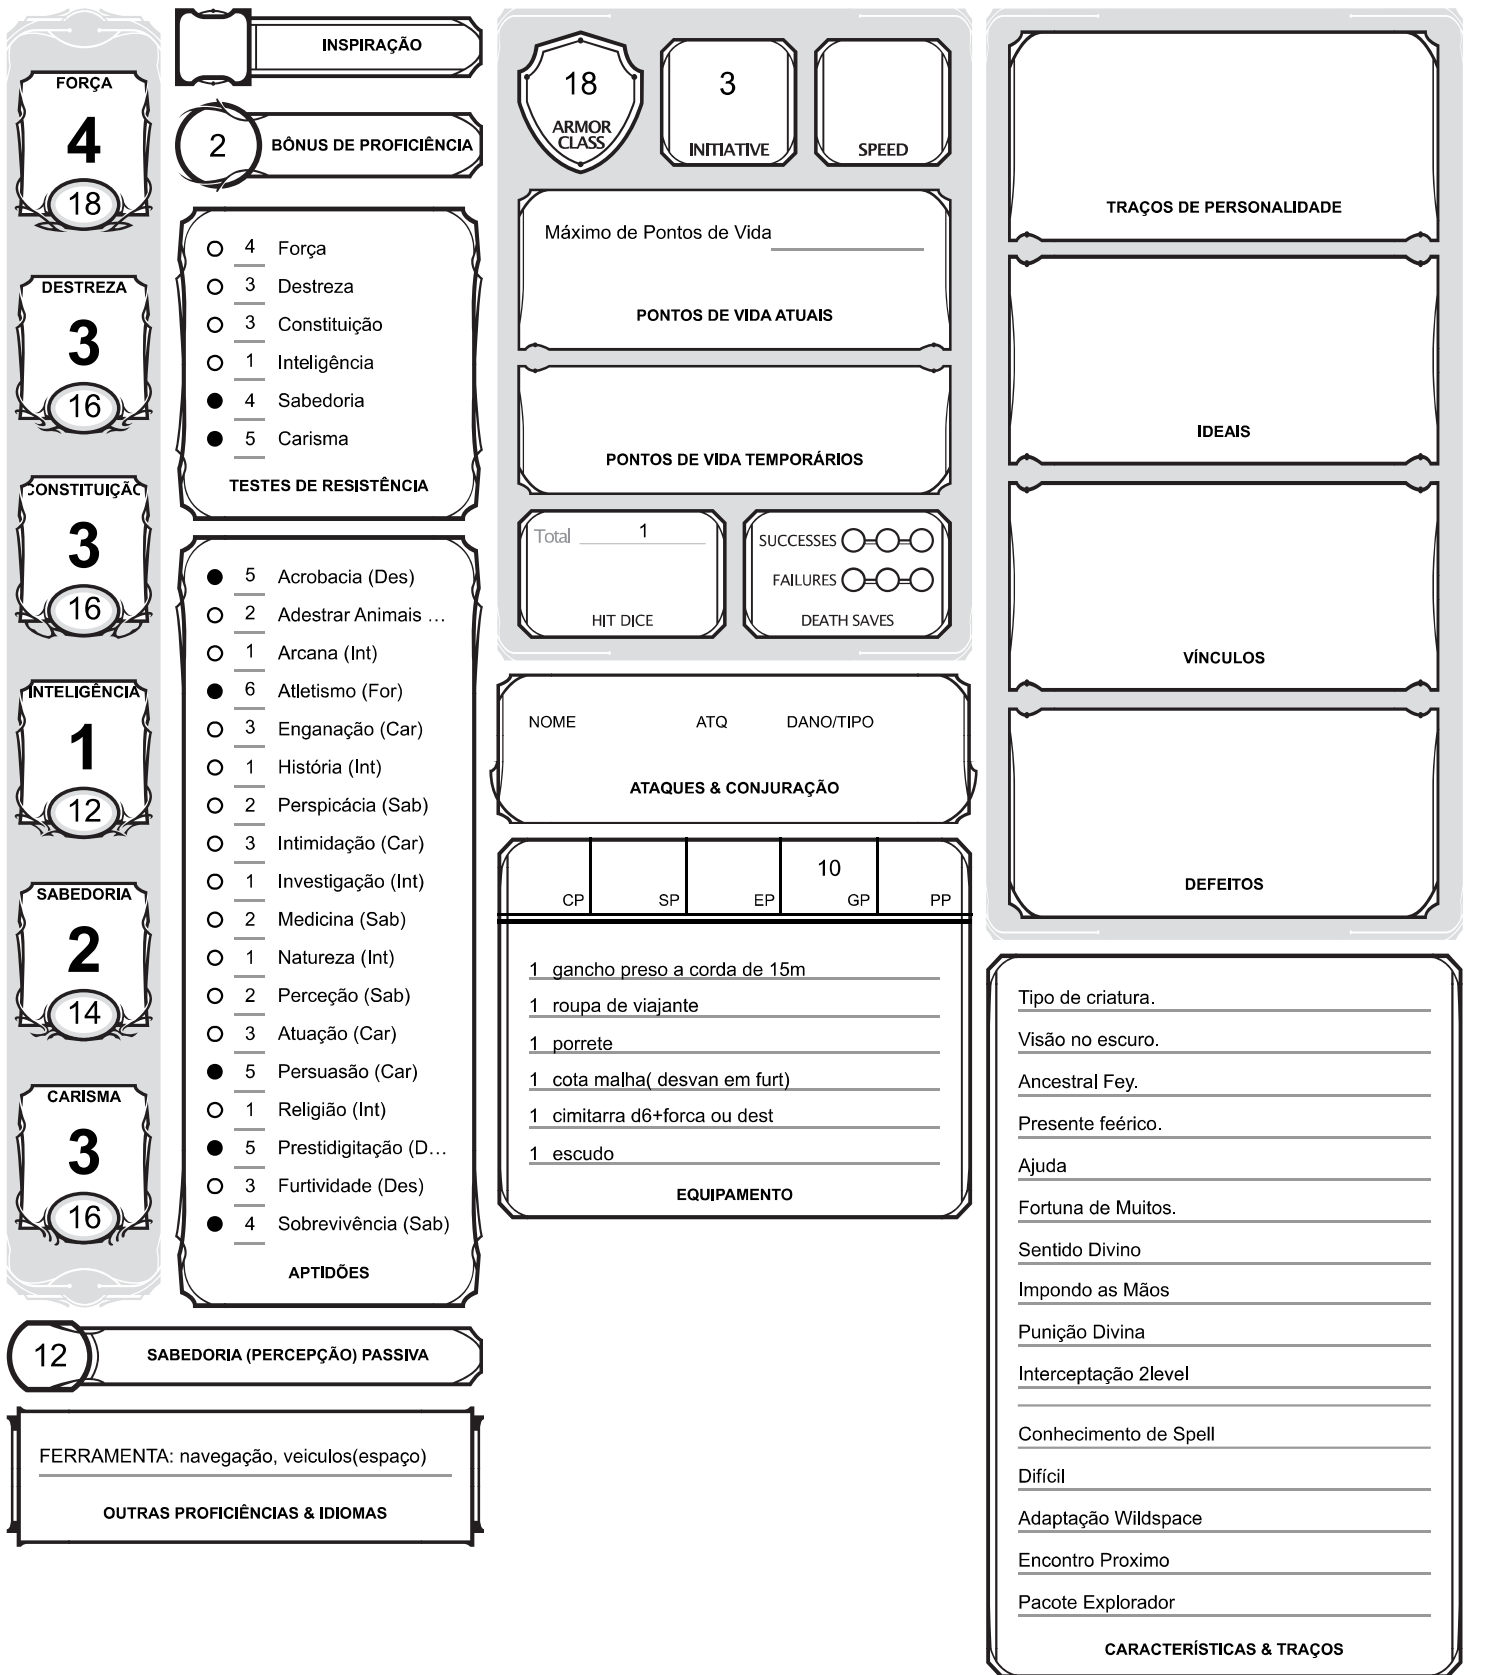 FORÇA
4
18
DESTREZA
3
16
CONSTITUIÇÃO
3
16
INTELIGÊNCIA
1
12
SABEDORIA
2
14
CARISMA
3
16
INSPIRAÇÃO
2 BÔNUS DE PROFICIÊNCIA
4 Força
3 Destreza
3 Constituição
1 Inteligência
4 Sabedoria
5 Carisma
TESTES DE RESISTÊNCIA
5 Acrobacia (Des)
2 Adestrar Animais …
1 Arcana (Int)
6 Atletismo (For)
3 Enganação (Car)
1 História (Int)
2 Perspicácia (Sab)
3 Intimidação (Car)
1 Investigação (Int)
2 Medicina (Sab)
1 Natureza (Int)
2 Perceção (Sab)
3 Atuação (Car)
5 Persuasão (Car)
1 Religião (Int)
5 Prestidigitação (D…
3 Furtividade (Des)
4 Sobrevivência (Sab)
APTIDÕES
12 SABEDORIA (PERCEPÇÃO) PASSIVA
FERRAMENTA: navegação, veiculos(espaço)
OUTRAS PROFICIÊNCIAS & IDIOMAS
18
ARMOR
CLASS
3
INITIATIVE
SPEED
Máximo de Pontos de Vida
PONTOS DE VIDA ATUAIS
PONTOS DE VIDA TEMPORÁRIOS
Total 1
HIT DICE
SUCCESSES
FAILURES
DEATH SAVES
NOME ATQ DANO/TIPO
ATAQUES & CONJURAÇÃO
10
CP SP EP GP PP
1 gancho preso a corda de 15m
1 roupa de viajante
1 porrete
1 cota malha( desvan em furt)
1 cimitarra d6+forca ou dest
1 escudo
EQUIPAMENTO
TRAÇOS DE PERSONALIDADE
IDEAIS
VÍNCULOS
DEFEITOS
Tipo de criatura.
Visão no escuro.
Ancestral Fey.
Presente feérico.
Ajuda
Fortuna de Muitos.
Sentido Divino
Impondo as Mãos
Punição Divina
Interceptação 2level
Conhecimento de Spell
Difícil
Adaptação Wildspace
Encontro Proximo
Pacote Explorador
CARACTERÍSTICAS & TRAÇOS